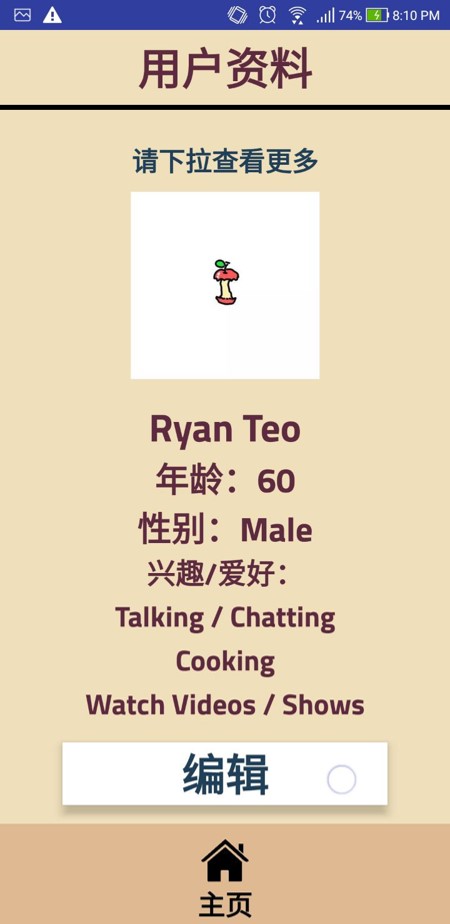 74% 8:10 PM
用户资料
请下拉查看更多
Ryan Teo
年龄：60
性别：Male
兴趣/爱好：
Talking / Chatting
Cooking
Watch Videos / Shows
编辑
主页